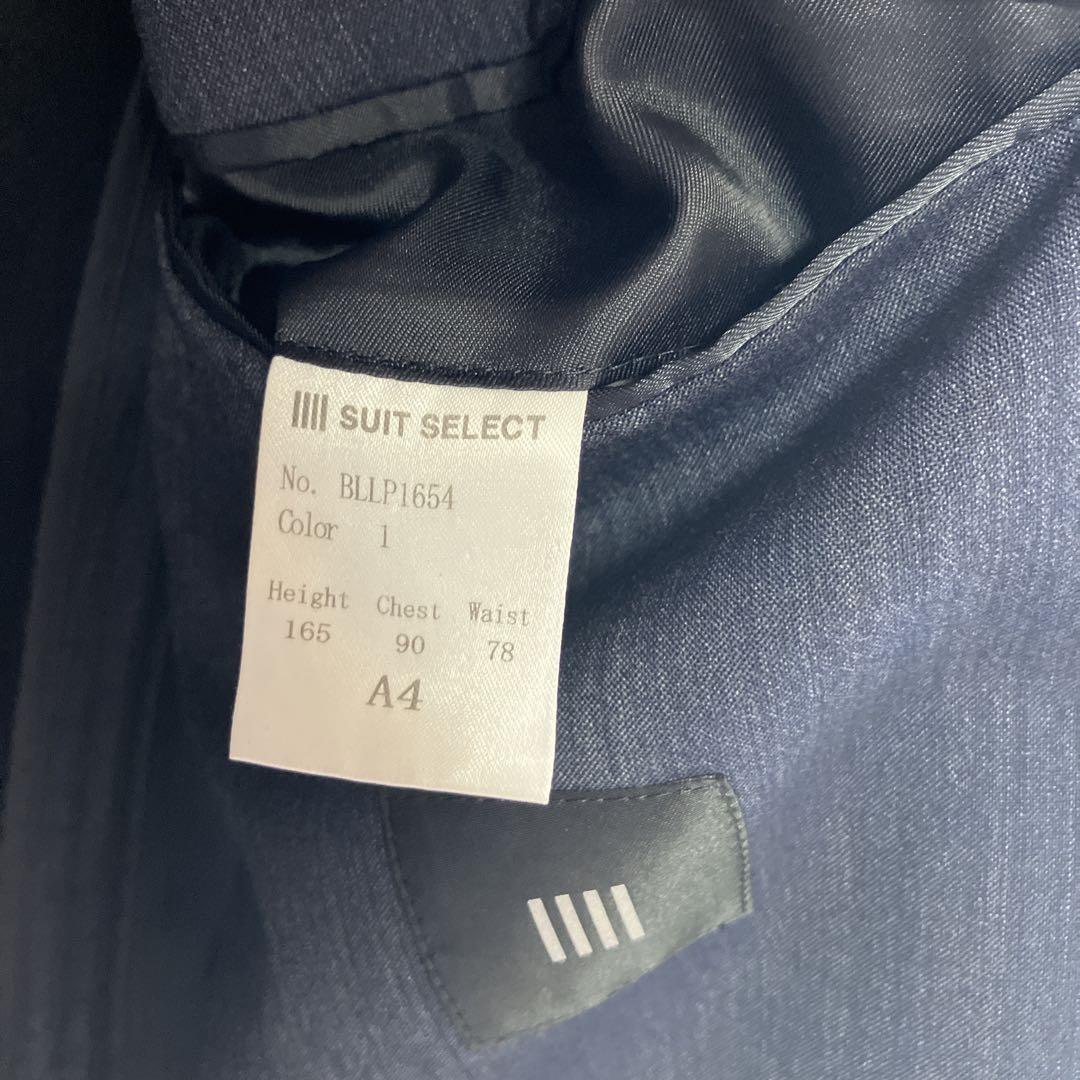 SUIT SELECT
No. BLLP1654
Color 1
Height Chest Waist
165 90 78
A4